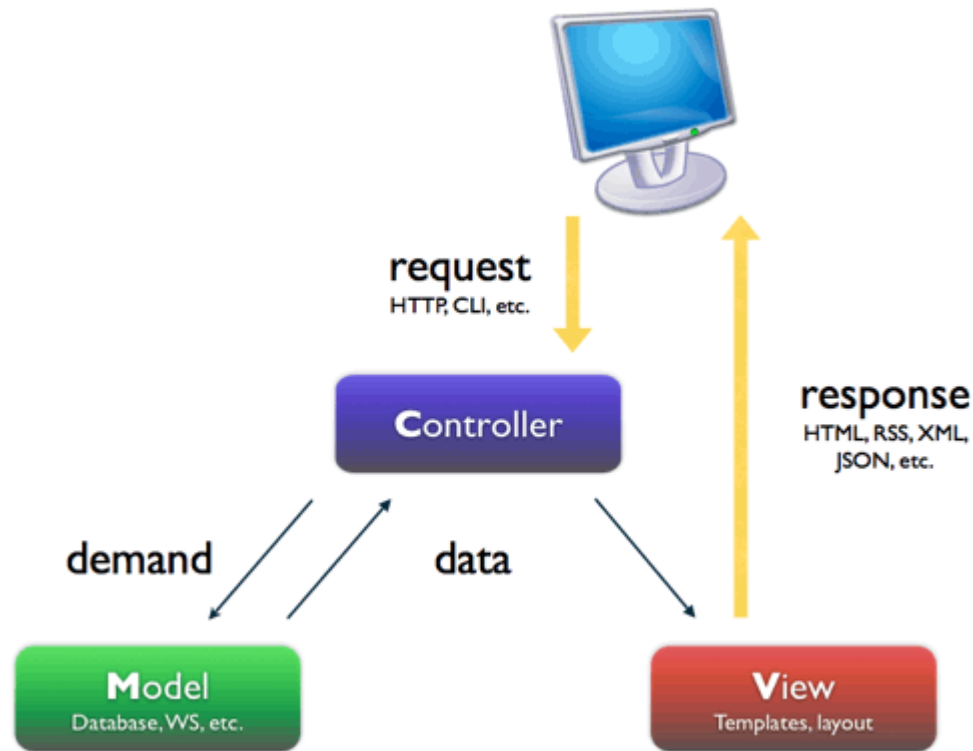 request
HTTP, CLI, etc.
Controller
response
HTML, RSS, XML,
JSON, etc.
demand
data
Model
Database, WS, etc.
View
Templates, layout